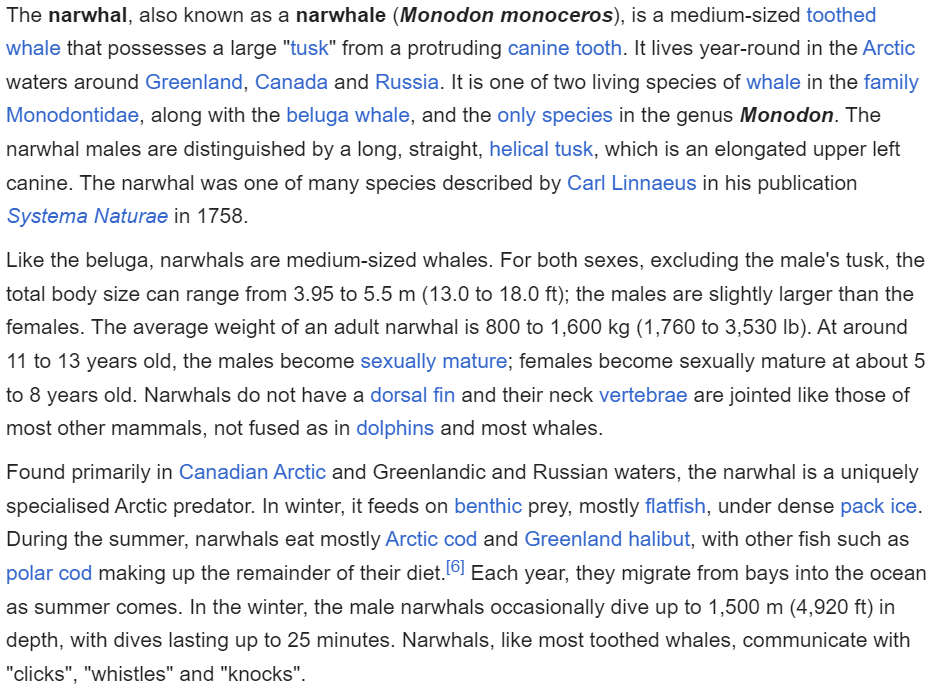 The narwhal, also known as a narwhale (Monodon monoceros), is a medium-sized toothed
whale that possesses a large "tusk" from a protruding canine tooth. It lives year-round in the Arctic
waters around Greenland, Canada and Russia. It is one of two living species of whale in the family
Monodontidae, along with the beluga whale, and the only species in the genus Monodon. The
narwhal males are distinguished by a long, straight, helical tusk, which is an elongated upper left
canine. The narwhal was one of many species described by Carl Linnaeus in his publication
Systema Naturae in 1758.
Like the beluga, narwhals are medium-sized whales. For both sexes, excluding the male's tusk, the
total body size can range from 3.95 to 5.5 m (13.0 to 18.0 ft); the males are slightly larger than the
females. The average weight of an adult narwhal is 800 to 1,600 kg (1,760 to 3,530 lb). At around
11 to 13 years old, the males become sexually mature; females become sexually mature at about 5
to 8 years old. Narwhals do not have a dorsal fin and their neck vertebrae are jointed like those of
most other mammals, not fused as in dolphins and most whales.
Found primarily in Canadian Arctic and Greenlandic and Russian waters, the narwhal is a uniquely
specialised Arctic predator. In winter, it feeds on benthic prey, mostly flatfish, under dense pack ice.
During the summer, narwhals eat mostly Arctic cod and Greenland halibut, with other fish such as
polar cod making up the remainder of their diet.[6] Each year, they migrate from bays into the ocean
as summer comes. In the winter, the male narwhals occasionally dive up to 1,500 m (4,920 ft) in
depth, with dives lasting up to 25 minutes. Narwhals, like most toothed whales, communicate with
"clicks", "whistles" and "knocks".